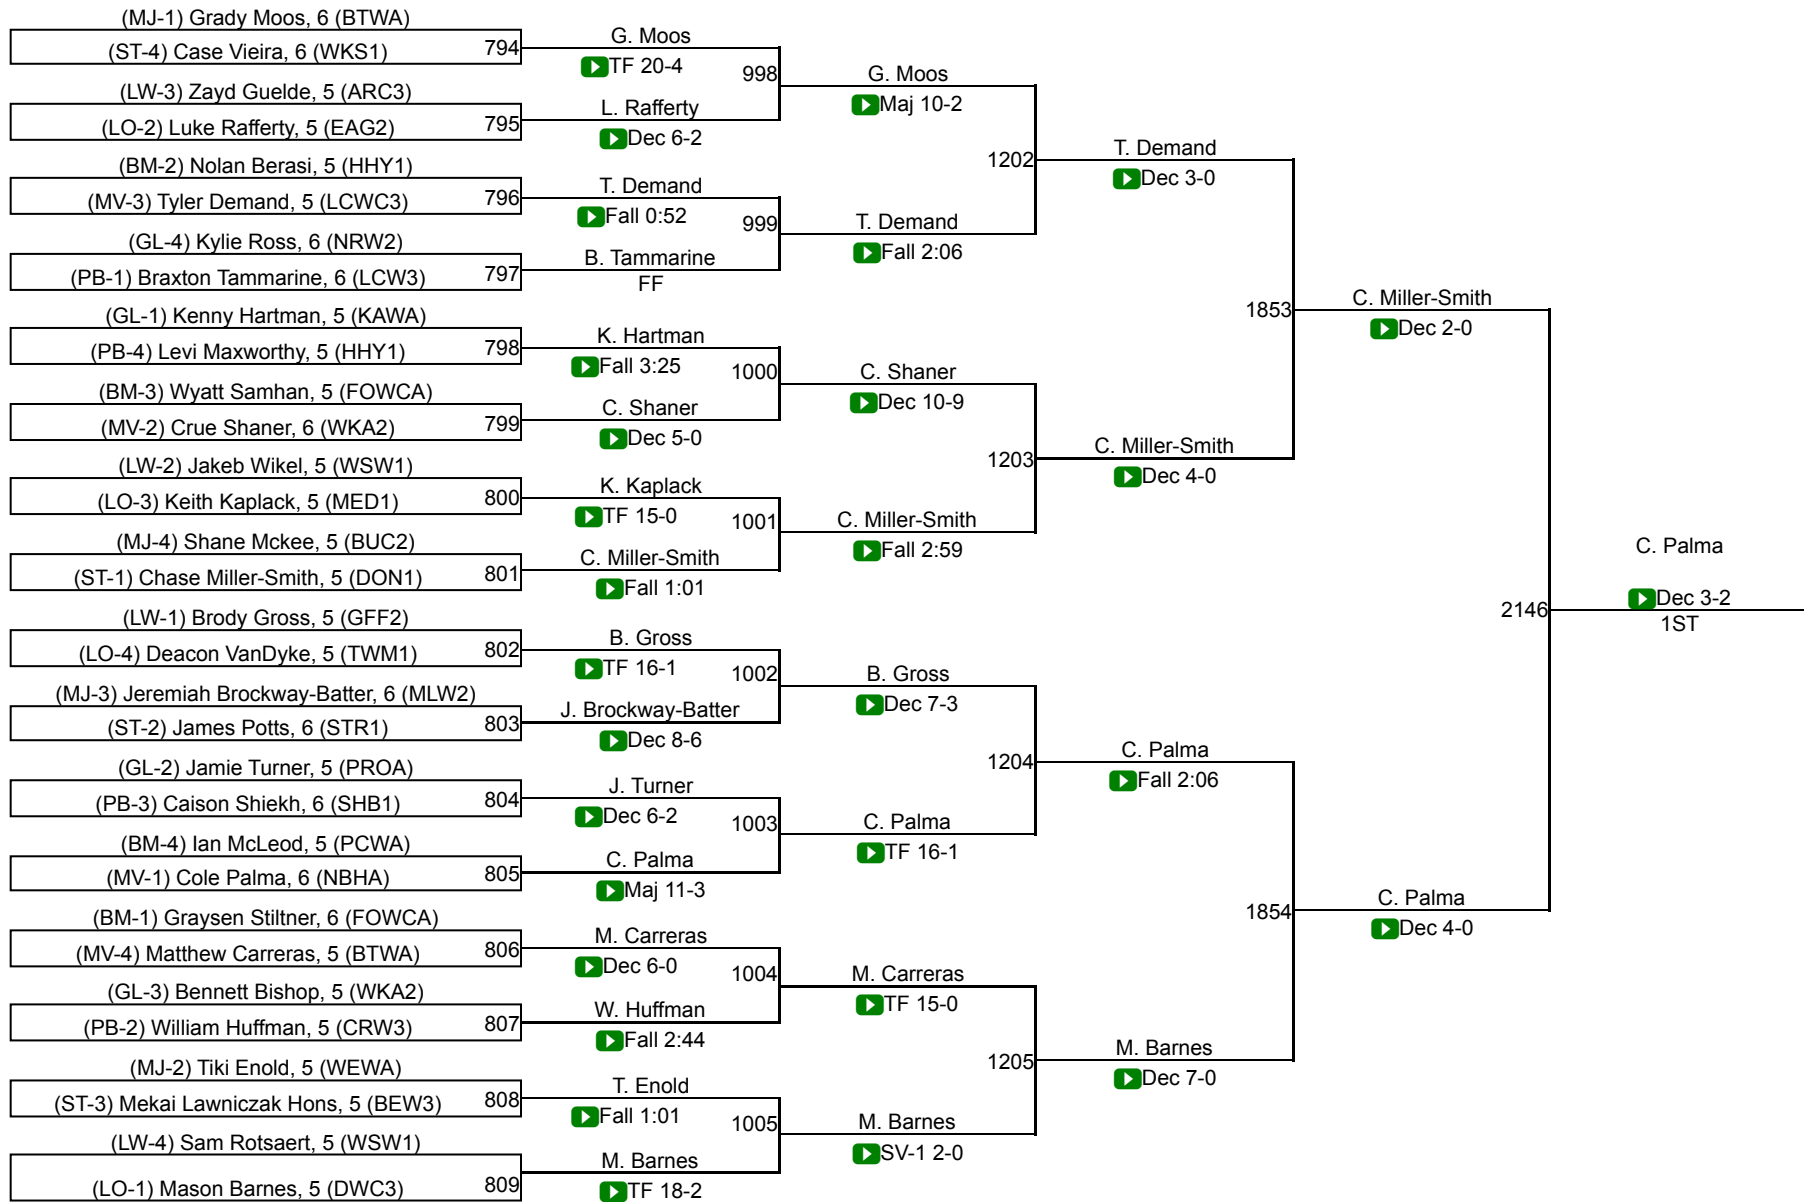 (MJ-1) Grady Moos, 6 (BTWA)
(ST-4) Case Vieira, 6 (WKS1)
794
(LW-3) Zayd Guelde, 5 (ARC3)
(LO-2) Luke Rafferty, 5 (EAG2)
795
(BM-2) Nolan Berasi, 5 (HHY1)
(MV-3) Tyler Demand, 5 (LCWC3)
796
(GL-4) Kylie Ross, 6 (NRW2)
(PB-1) Braxton Tammarine, 6 (LCW3)
797
(GL-1) Kenny Hartman, 5 (KAWA)
(PB-4) Levi Maxworthy, 5 (HHY1)
798
(BM-3) Wyatt Samhan, 5 (FOWCA)
(MV-2) Crue Shaner, 6 (WKA2)
799
(LW-2) Jakeb Wikel, 5 (WSW1)
(LO-3) Keith Kaplack, 5 (MED1)
800
(MJ-4) Shane Mckee, 5 (BUC2)
(ST-1) Chase Miller-Smith, 5 (DON1)
801
(LW-1) Brody Gross, 5 (GFF2)
(LO-4) Deacon VanDyke, 5 (TWM1)
802
(MJ-3) Jeremiah Brockway-Batter, 6 (MLW2)
(ST-2) James Potts, 6 (STR1)
803
(GL-2) Jamie Turner, 5 (PROA)
(PB-3) Caison Shiekh, 6 (SHB1)
804
(BM-4) Ian McLeod, 5 (PCWA)
(MV-1) Cole Palma, 6 (NBHA)
805
(BM-1) Graysen Stiltner, 6 (FOWCA)
(MV-4) Matthew Carreras, 5 (BTWA)
806
(GL-3) Bennett Bishop, 5 (WKA2)
(PB-2) William Huffman, 5 (CRW3)
807
(MJ-2) Tiki Enold, 5 (WEWA)
(ST-3) Mekai Lawniczak Hons, 5 (BEW3)
808
(LW-4) Sam Rotsaert, 5 (WSW1)
(LO-1) Mason Barnes, 5 (DWC3)
809
G. Moos
TF 20-4
998
L. Rafferty
Dec 6-2
T. Demand
Fall 0:52
999
B. Tammarine
FF
K. Hartman
Fall 3:25
1000
C. Shaner
Dec 5-0
K. Kaplack
TF 15-0
1001
C. Miller-Smith
Fall 1:01
B. Gross
TF 16-1
1002
J. Brockway-Batter
Dec 8-6
J. Turner
Dec 6-2
1003
C. Palma
Maj 11-3
M. Carreras
Dec 6-0
1004
W. Huffman
Fall 2:44
T. Enold
Fall 1:01
1005
M. Barnes
TF 18-2
G. Moos
Maj 10-2
1202
T. Demand
Fall 2:06
C. Shaner
Dec 10-9
1203
C. Miller-Smith
Fall 2:59
B. Gross
Dec 7-3
1204
C. Palma
TF 16-1
M. Carreras
TF 15-0
1205
M. Barnes
SV-1 2-0
T. Demand
Dec 3-0
1853
C. Miller-Smith
Dec 4-0
C. Palma
Fall 2:06
1854
M. Barnes
Dec 7-0
C. Miller-Smith
Dec 2-0
2146
C. Palma
Dec 4-0
C. Palma
Dec 3-2
1ST